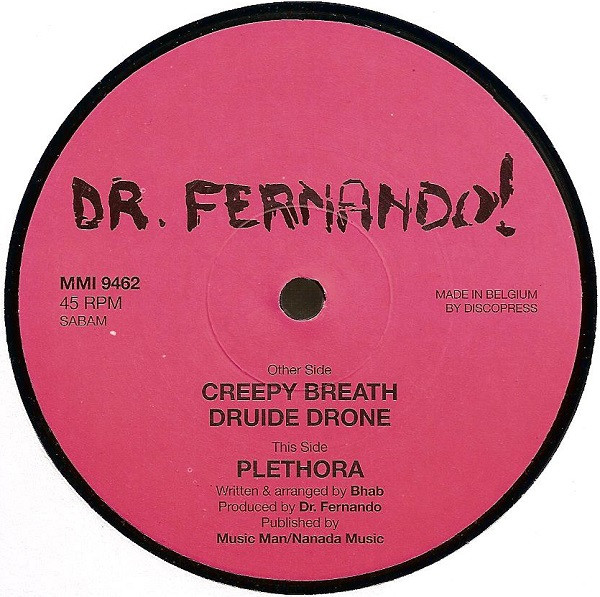 DR. FERNANDO!
MMI 9462
45 RPM
SABAM
MADE IN BELGIUM
BY DISCOPRESS
Other Side
CREEPY BREATH
DRUIDE DRONE
This Side
PLETHORA
Written & arranged by Bhab
Produced by Dr. Fernando
Published by
Music Man/Nanada Music